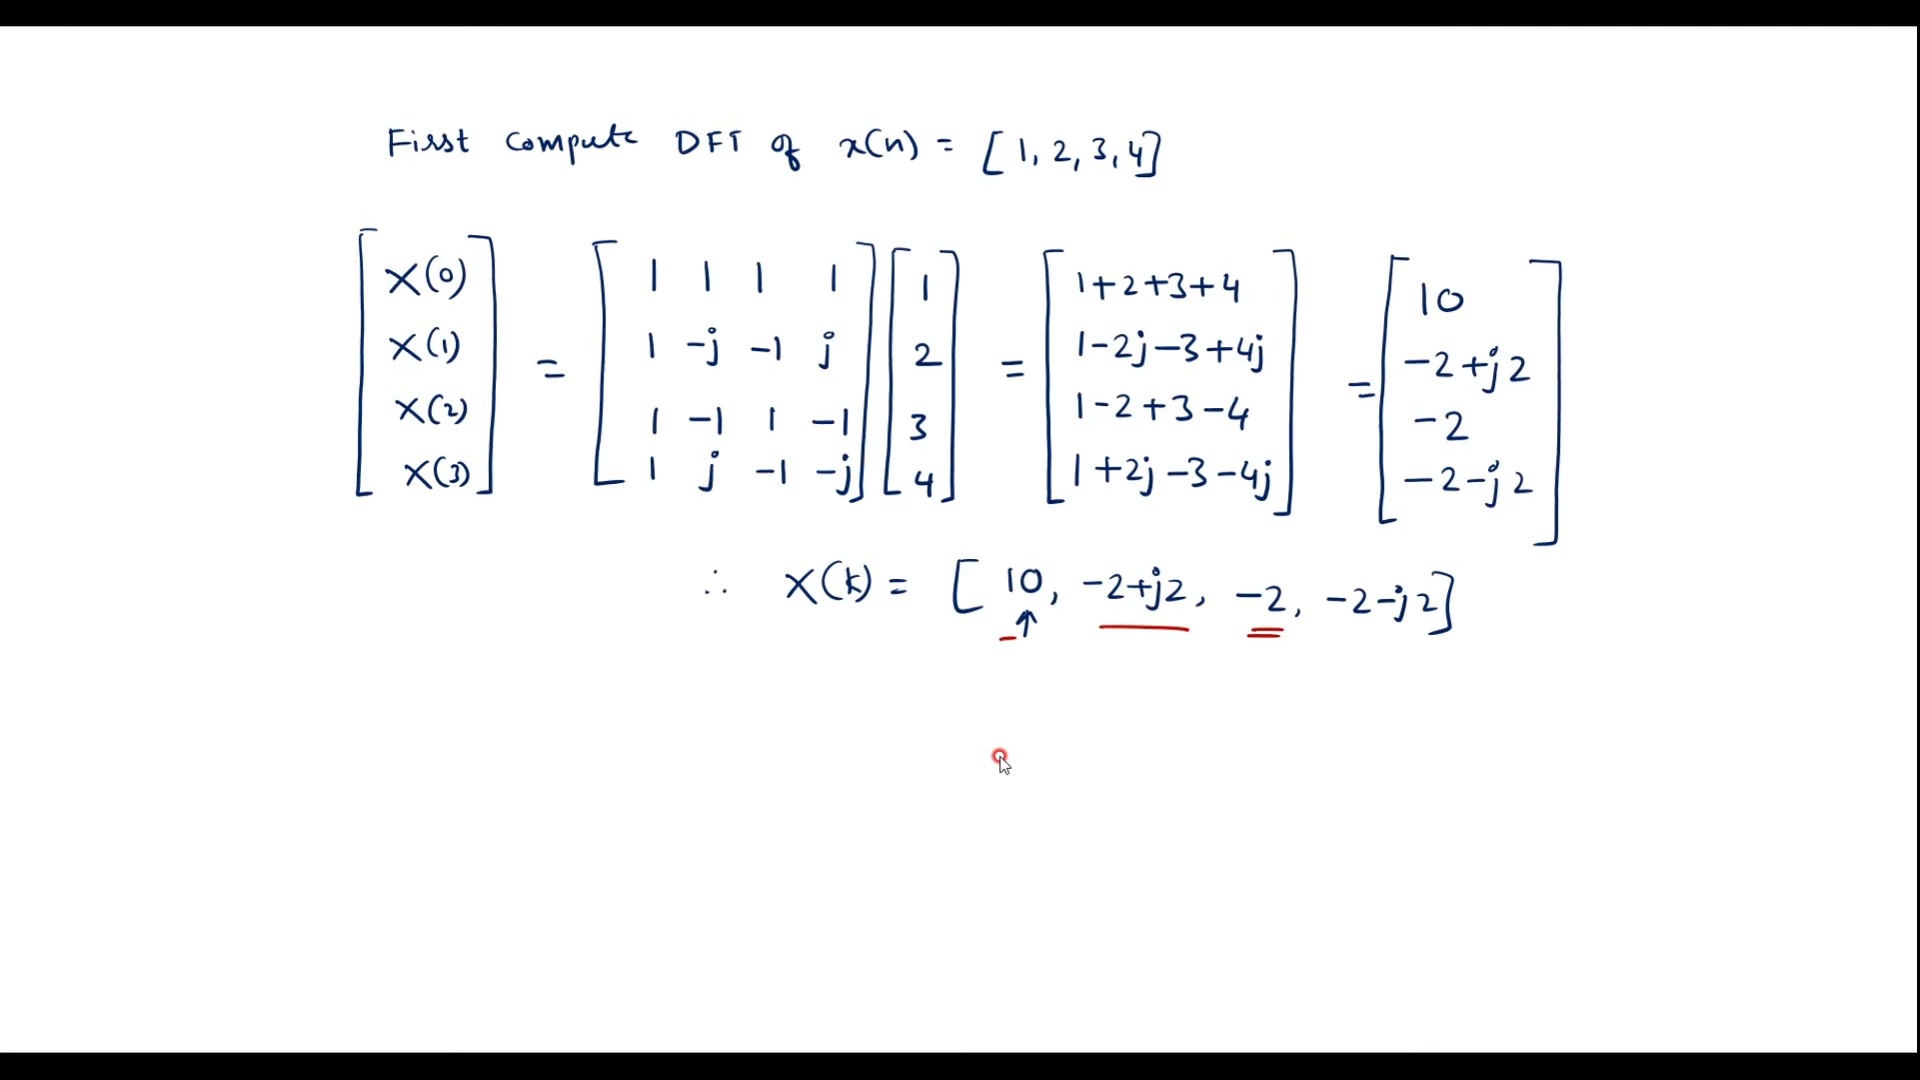 First compute DFT of x(n) = [1, 2, 3, 4]
[X(0) X(1) X(2) X(3)] = [1 1 1 1 1 -j -1 j 1 -1 1 -1 1 j -1 -j] [1 2 3 4] = [1+2+3+4 1-2j-3+4j 1-2+3-4 1+2j-3-4j] = [10 -2+j2 -2 -2-j2]
∴ X(k) = [10, -2+j2, -2, -2-j2]
↑